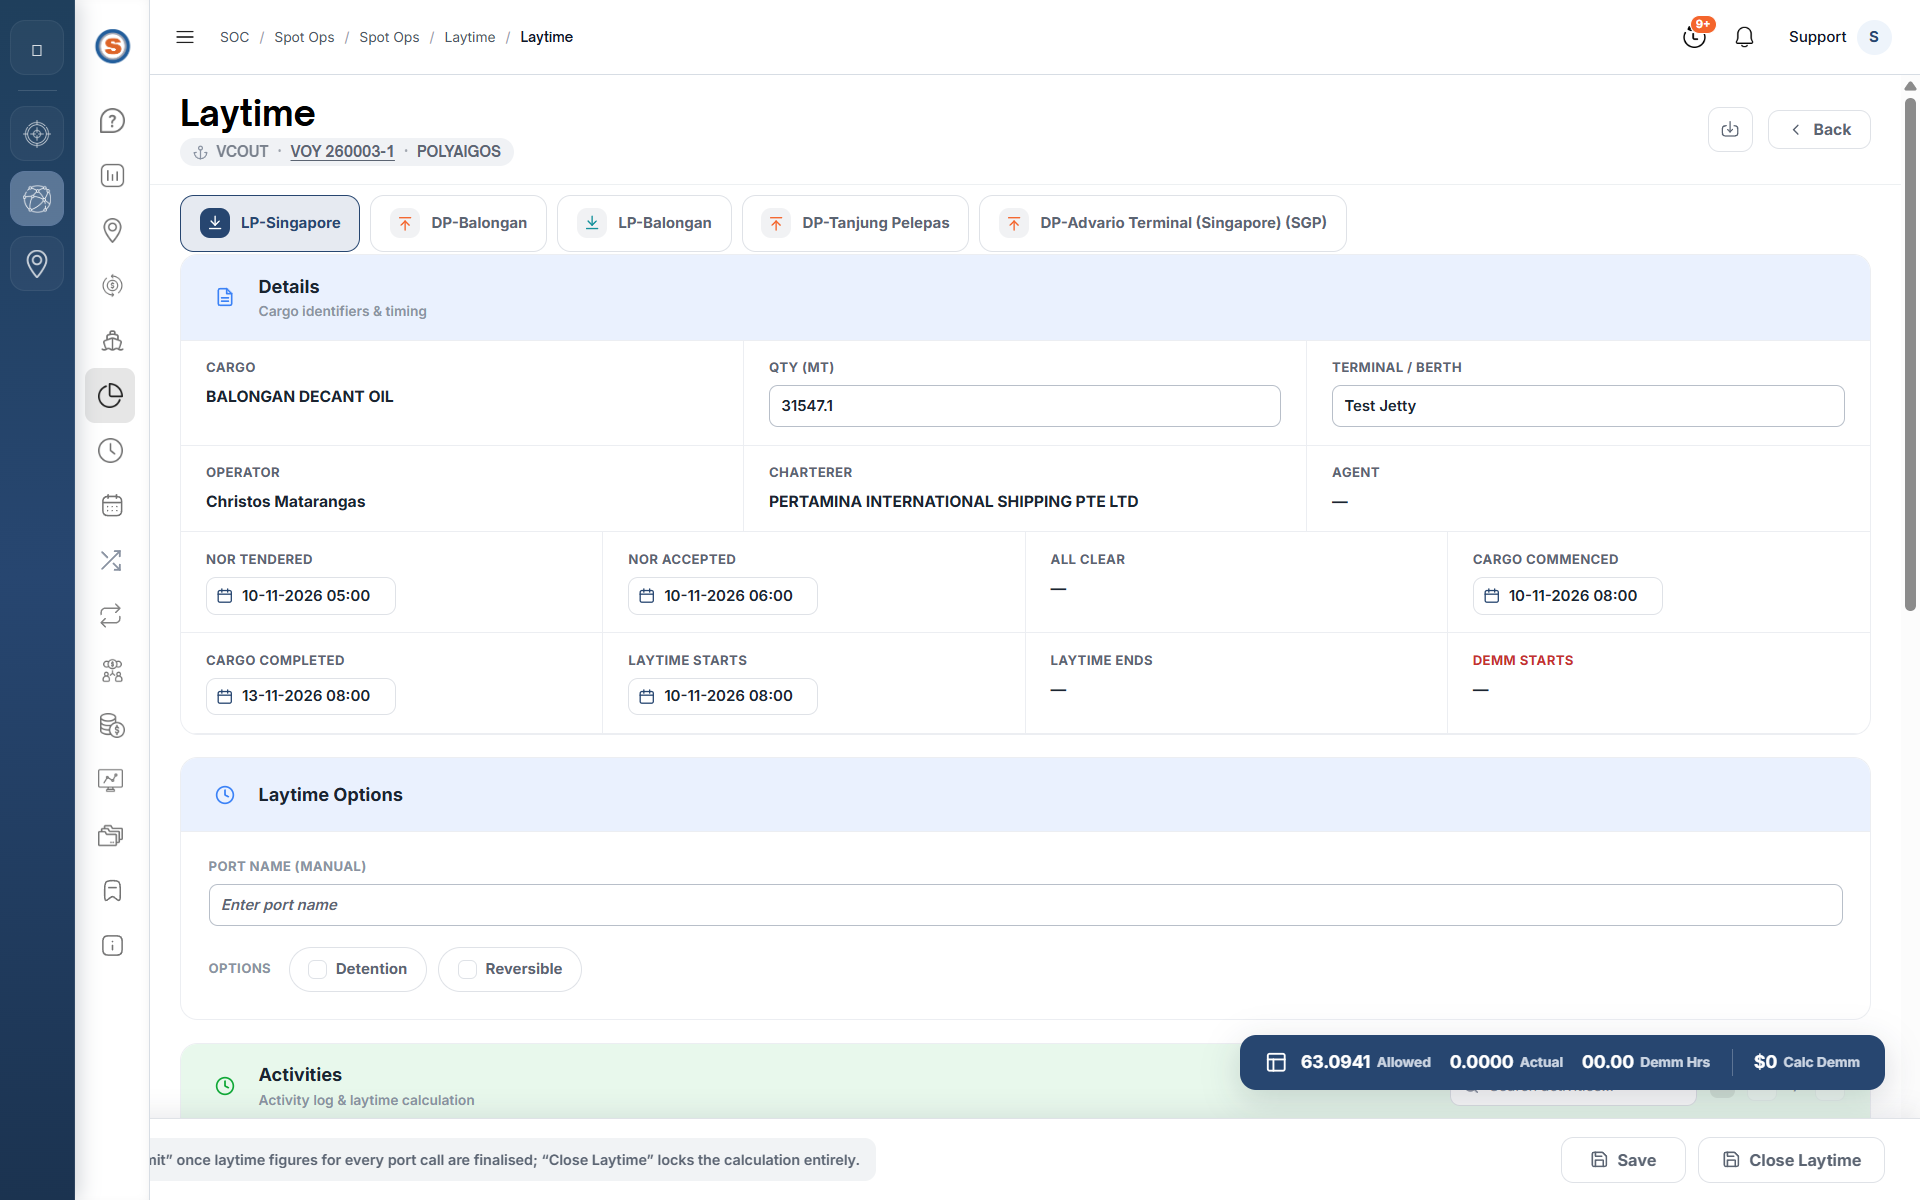 SOC / Spot Ops / Spot Ops / Laytime / Laytime
9+
Support S
Laytime
VCOUT · VOY 260003-1 · POLYAIGOS
Back
LP-Singapore
DP-Balongan
LP-Balongan
DP-Tanjung Pelepas
DP-Advario Terminal (Singapore) (SGP)
Details
Cargo identifiers & timing
CARGO
BALONGAN DECANT OIL
QTY (MT)
31547.1
TERMINAL / BERTH
Test Jetty
OPERATOR
Christos Matarangas
CHARTERER
PERTAMINA INTERNATIONAL SHIPPING PTE LTD
AGENT
—
NOR TENDERED
10-11-2026 05:00
NOR ACCEPTED
10-11-2026 06:00
ALL CLEAR
—
CARGO COMMENCED
10-11-2026 08:00
CARGO COMPLETED
13-11-2026 08:00
LAYTIME STARTS
10-11-2026 08:00
LAYTIME ENDS
—
DEMM STARTS
—
Laytime Options
PORT NAME (MANUAL)
Enter port name
OPTIONS
Detention
Reversible
Activities
Activity log & laytime calculation
63.0941 Allowed 0.0000 Actual 00.00 Demm Hrs $0 Calc Demm
mit” once laytime figures for every port call are finalised; “Close Laytime” locks the calculation entirely.
Save
Close Laytime